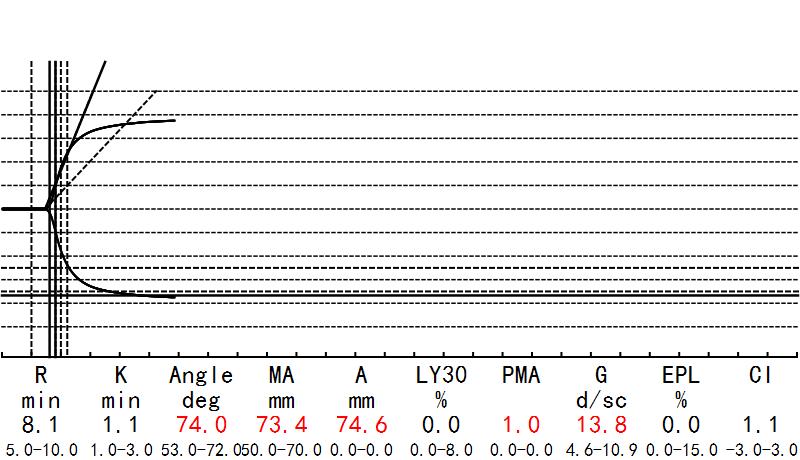 R K Angle MA A LY30 PMA G EPL CI
min min deg mm mm % d/sc %
8.1 1.1 74.0 73.4 74.6 0.0 1.0 13.8 0.0 1.1
5.0-10.0 1.0-3.0 53.0-72.0 50.0-70.0 0.0-0.0 0.0-8.0 0.0-0.0 4.6-10.9 0.0-15.0 -3.0-3.0